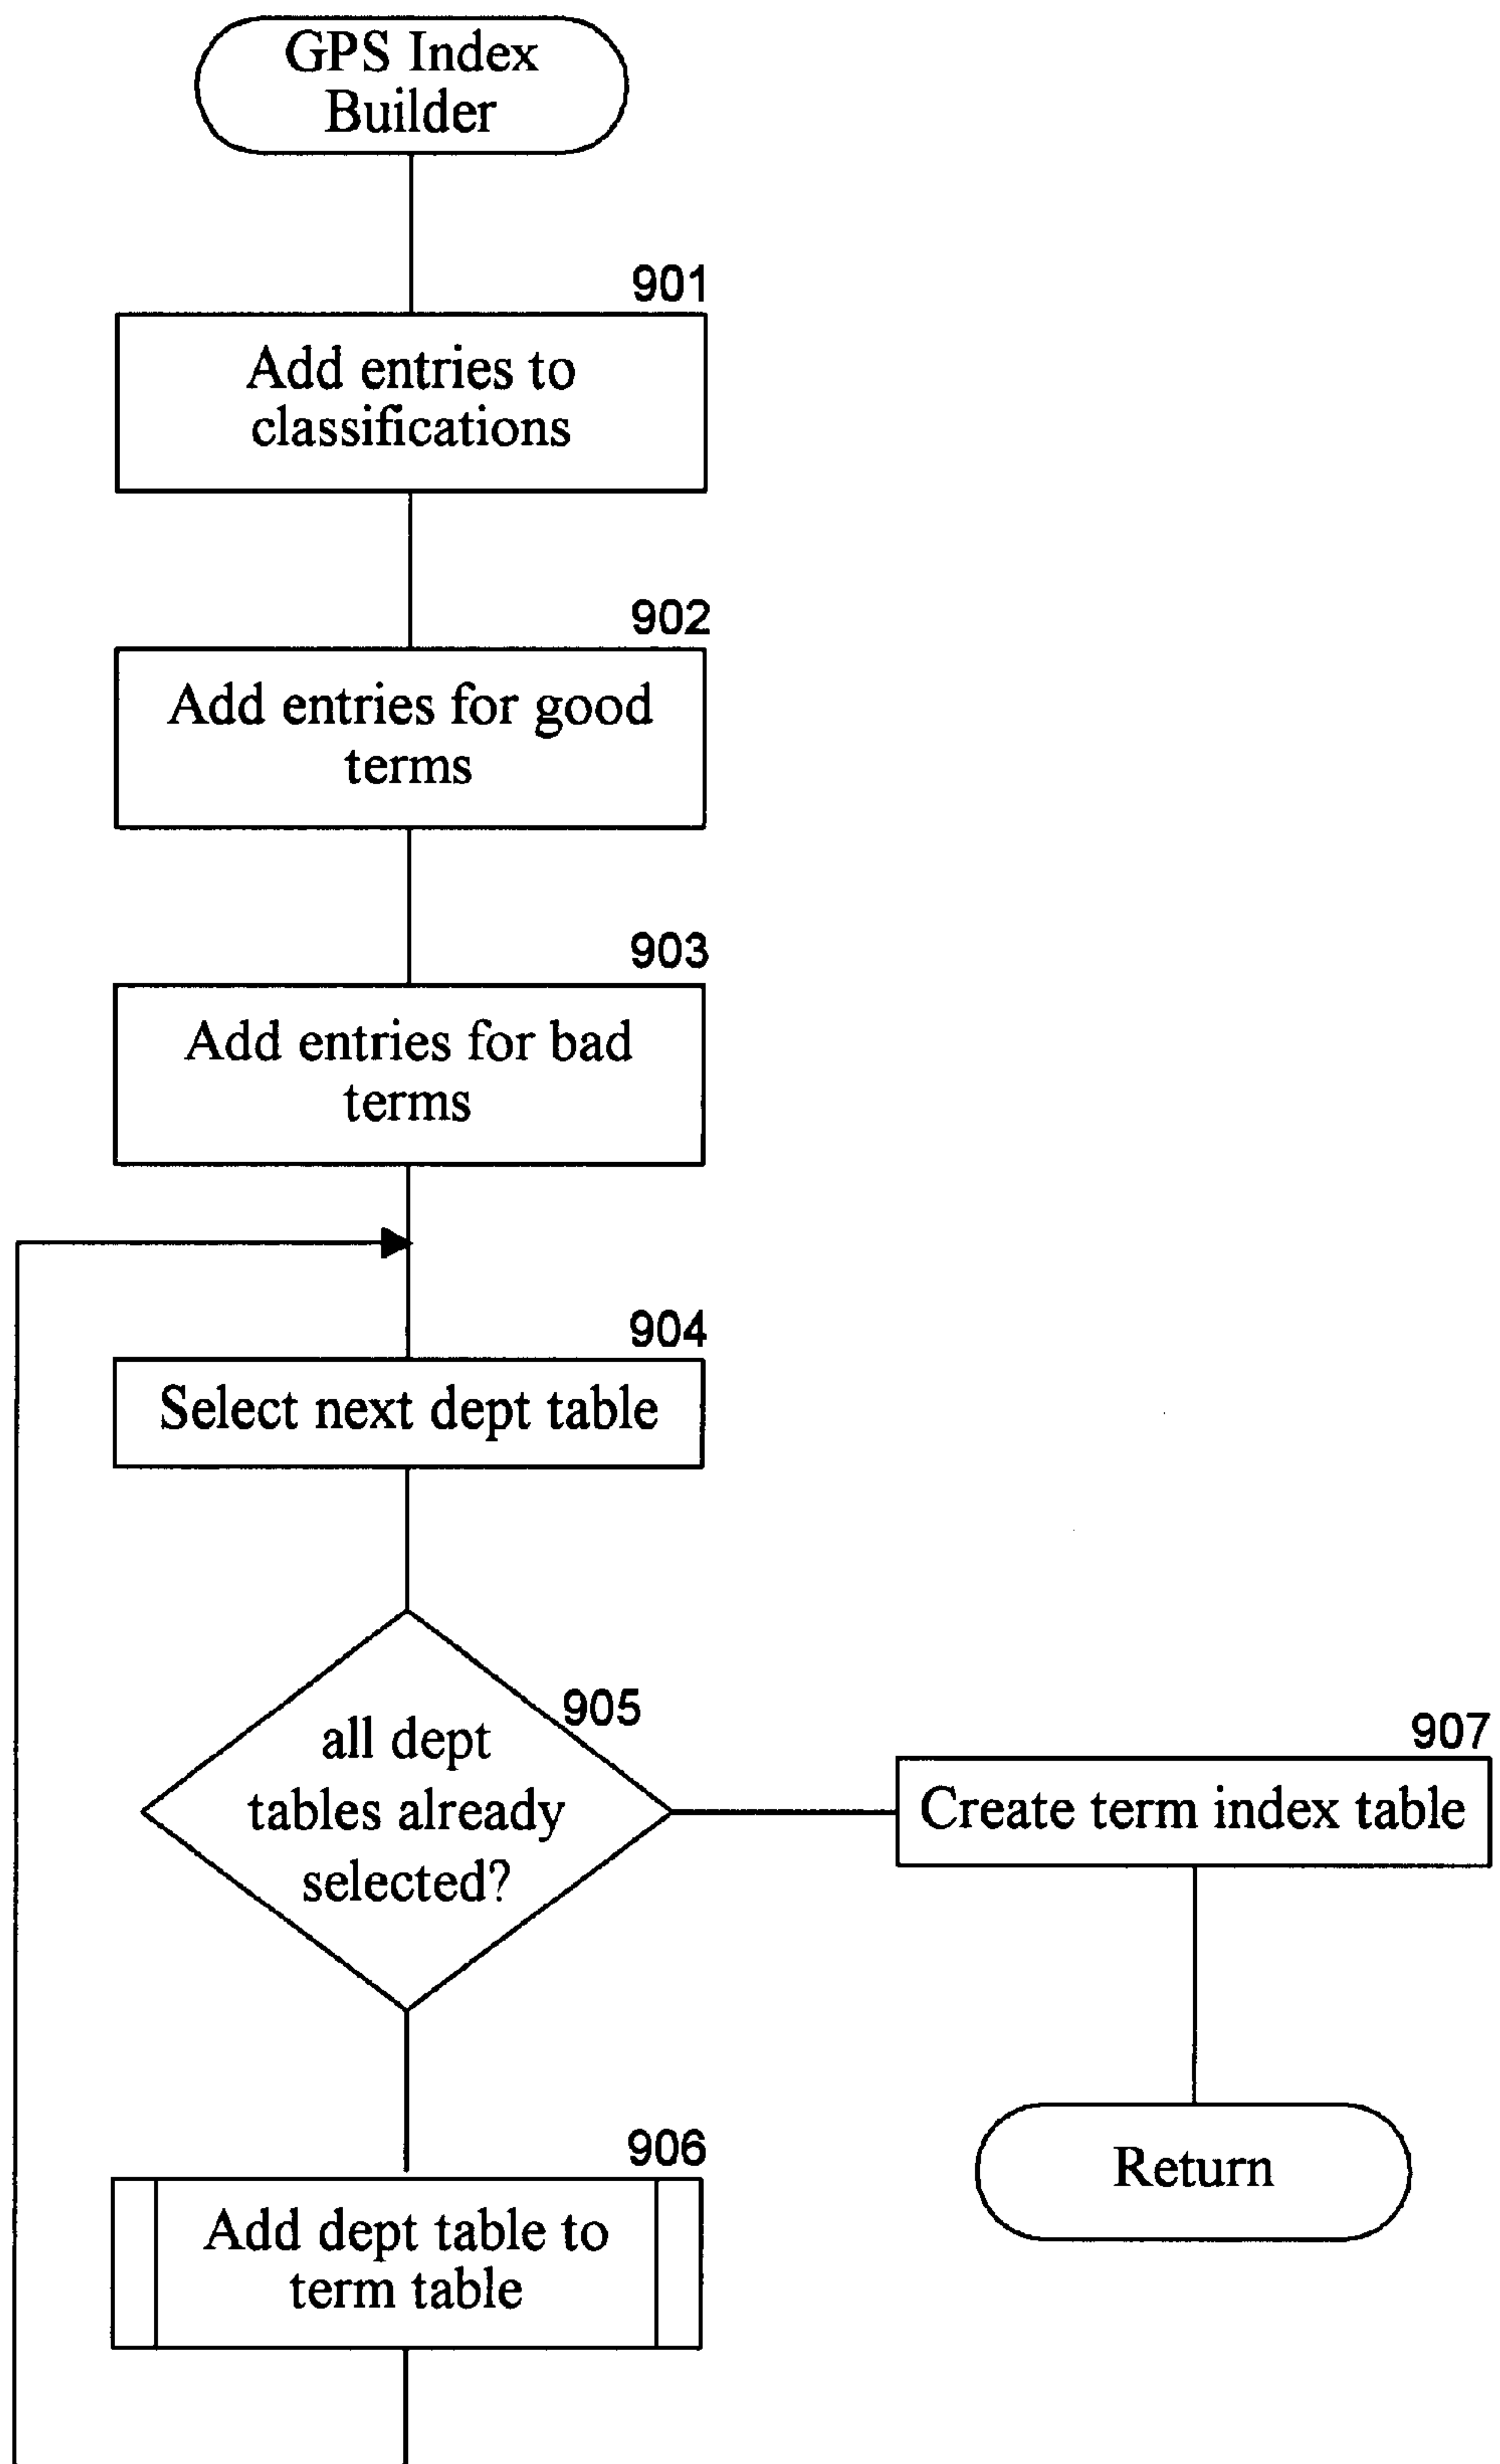 GPS Index
Builder
901
Add entries to
classifications
902
Add entries for good
terms
903
Add entries for bad
terms
904
Select next dept table
905
all dept
tables already
selected?
907
Create term index table
906
Add dept table to
term table
Return